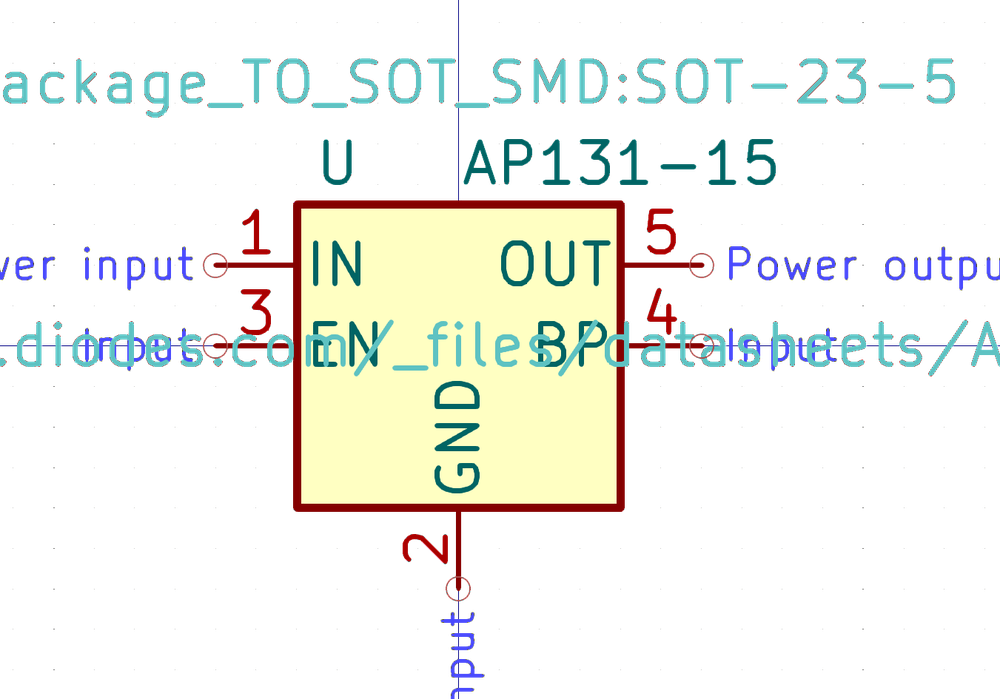 ackage_TO_SOT_SMD:SOT-23-5
U AP131-15
1 5
wer input IN OUT Power outpu
3 4
Input EN BP Input
.diodes.com/_files/datasheets/A
GND
2
nput